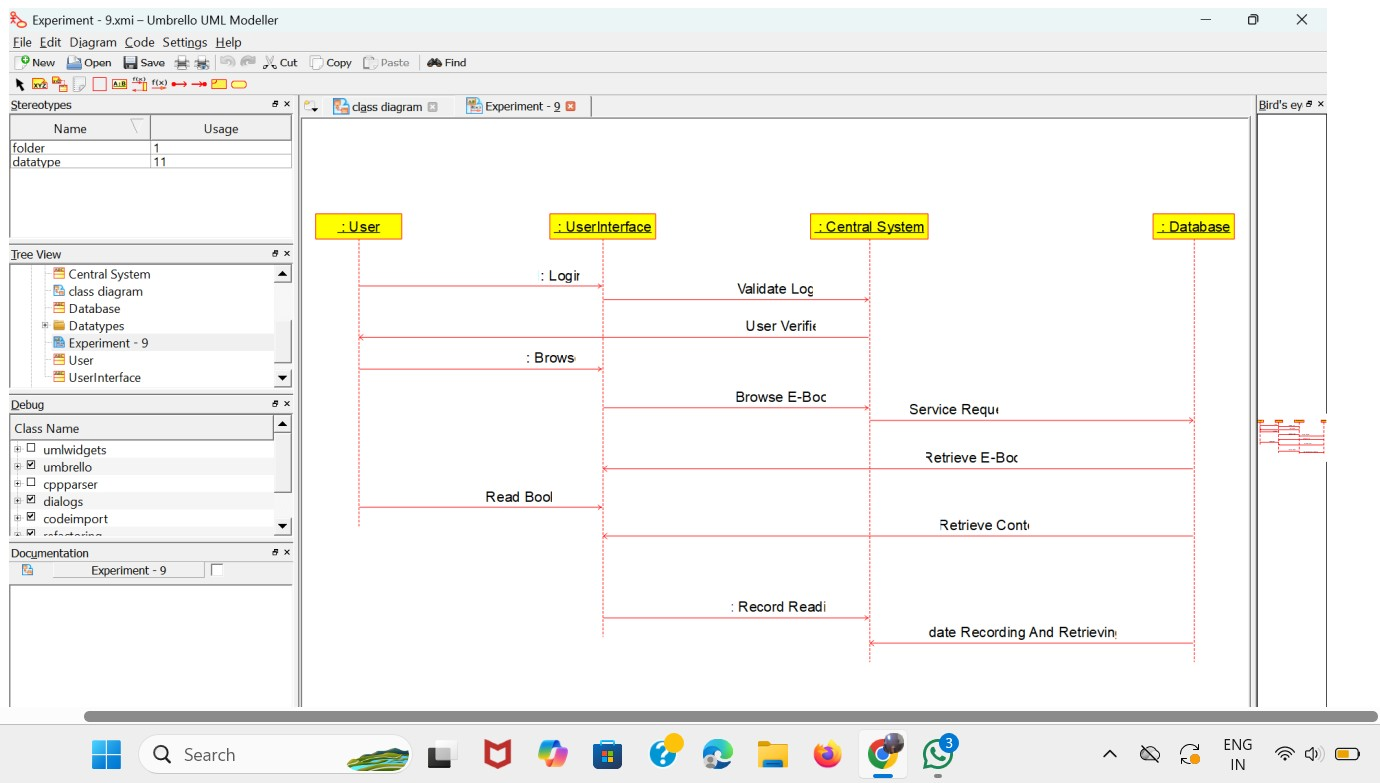 Experiment - 9.xmi – Umbrello UML Modeller
File Edit Diagram Code Settings Help
New Open Save Cut Copy Paste Find
Stereotypes
Name Usage
folder 1
datatype 11
Tree View
Central System
class diagram
Database
Datatypes
Experiment - 9
User
UserInterface
Debug
Class Name
umlwidgets
umbrello
cppparser
dialogs
codeimport
refactoring
Documentation
Experiment - 9
class diagram Experiment - 9
: User : UserInterface : Central System : Database
: Login
Validate Log
User Verifie
: Brows
Browse E-Boo
Service Reque
Retrieve E-Boo
Read Bool
Retrieve Conte
: Record Readi
date Recording And Retrieving
Bird's ey
Search
3
ENG
IN